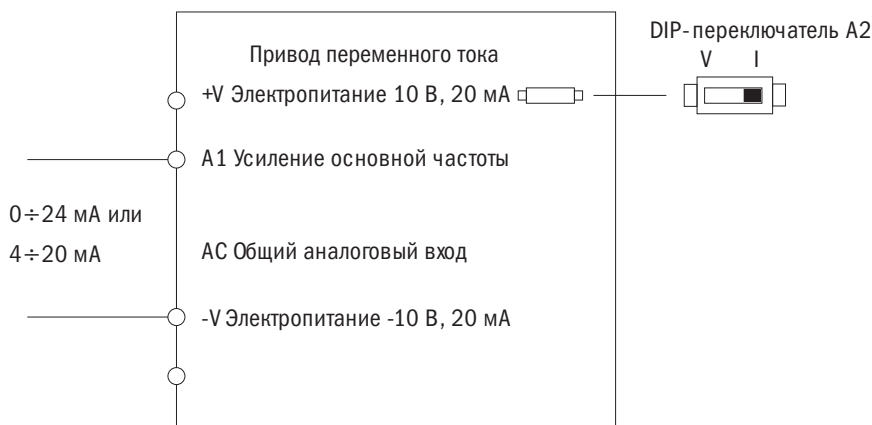 DIP-переключатель A2
V I
Привод переменного тока
+V Электропитание 10 В, 20 мА
A1 Усиление основной частоты
0÷24 мА или
4÷20 мА
AC Общий аналоговый вход
-V Электропитание -10 В, 20 мА